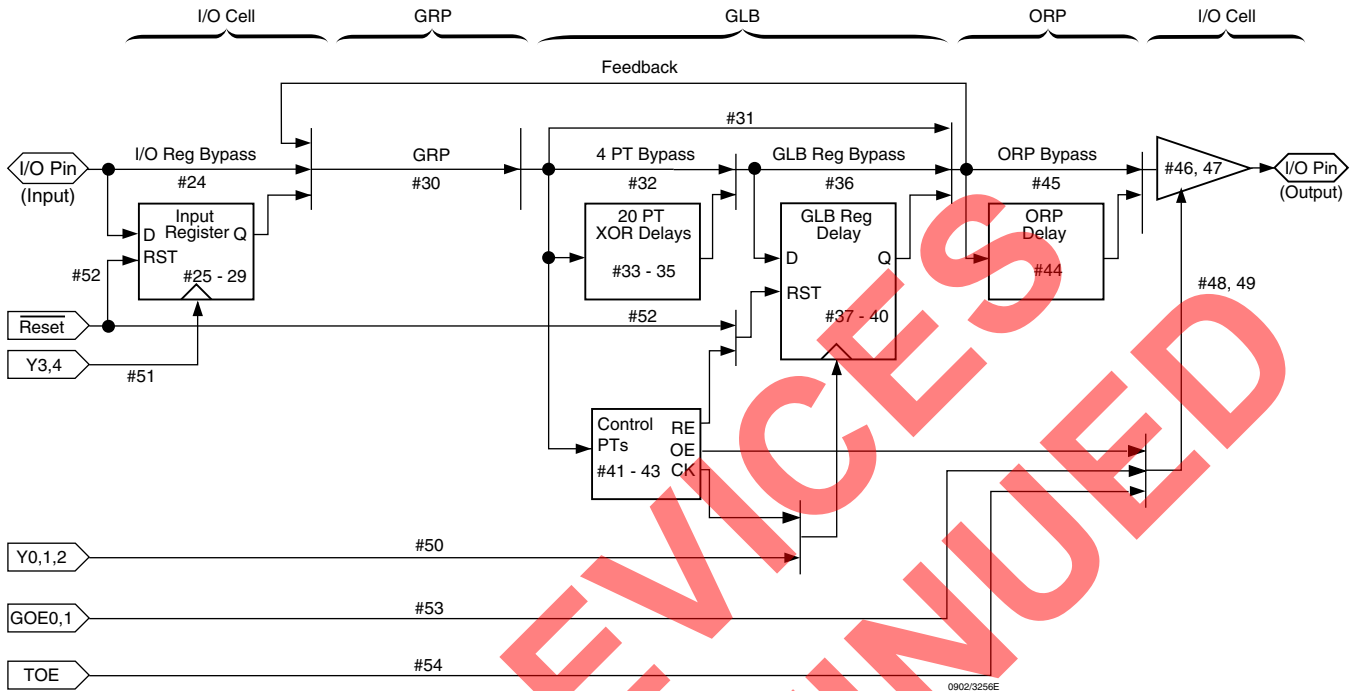 I/O Cell
GRP
GLB
ORP
I/O Cell
Feedback
#31
I/O Pin
(Input)
I/O Reg Bypass
#24
GRP
#30
4 PT Bypass
#32
GLB Reg Bypass
#36
ORP Bypass
#45
#46, 47
I/O Pin
(Output)
Input
Register
D
Q
RST
#25 - 29
#52
20 PT
XOR Delays
#33 - 35
GLB Reg
Delay
D
Q
RST
#37 - 40
ORP
Delay
#44
#48, 49
Reset
#52
Y3,4
#51
Control
PTs
#41 - 43
RE
OE
CK
Y0,1,2
#50
GOE0,1
#53
TOE
#54
0902/3256E
EVICES
NUED